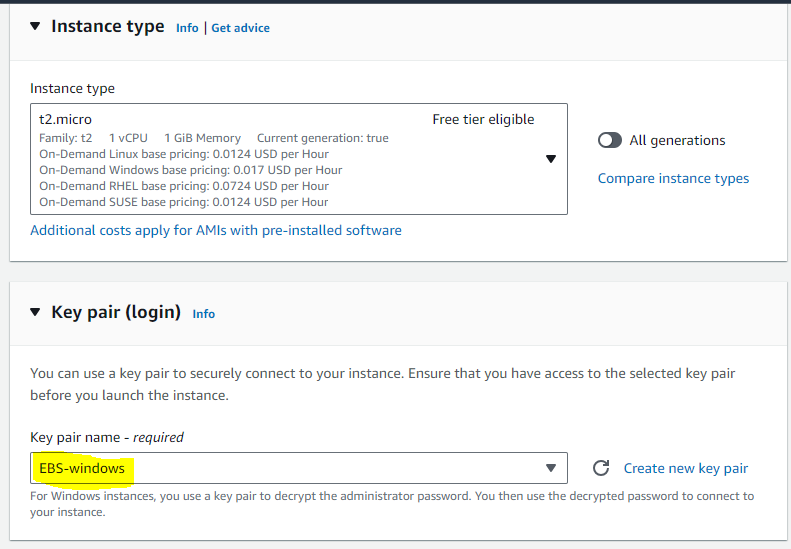 Instance type Info | Get advice
Instance type
t2.micro Free tier eligible
Family: t2 1 vCPU 1 GiB Memory Current generation: true
On-Demand Linux base pricing: 0.0124 USD per Hour
On-Demand Windows base pricing: 0.017 USD per Hour
On-Demand RHEL base pricing: 0.0724 USD per Hour
On-Demand SUSE base pricing: 0.0124 USD per Hour
All generations
Compare instance types
Additional costs apply for AMIs with pre-installed software
Key pair (login) Info
You can use a key pair to securely connect to your instance. Ensure that you have access to the selected key pair
before you launch the instance.
Key pair name - required
EBS-windows
Create new key pair
For Windows instances, you use a key pair to decrypt the administrator password. You then use the decrypted password to connect to
your instance.